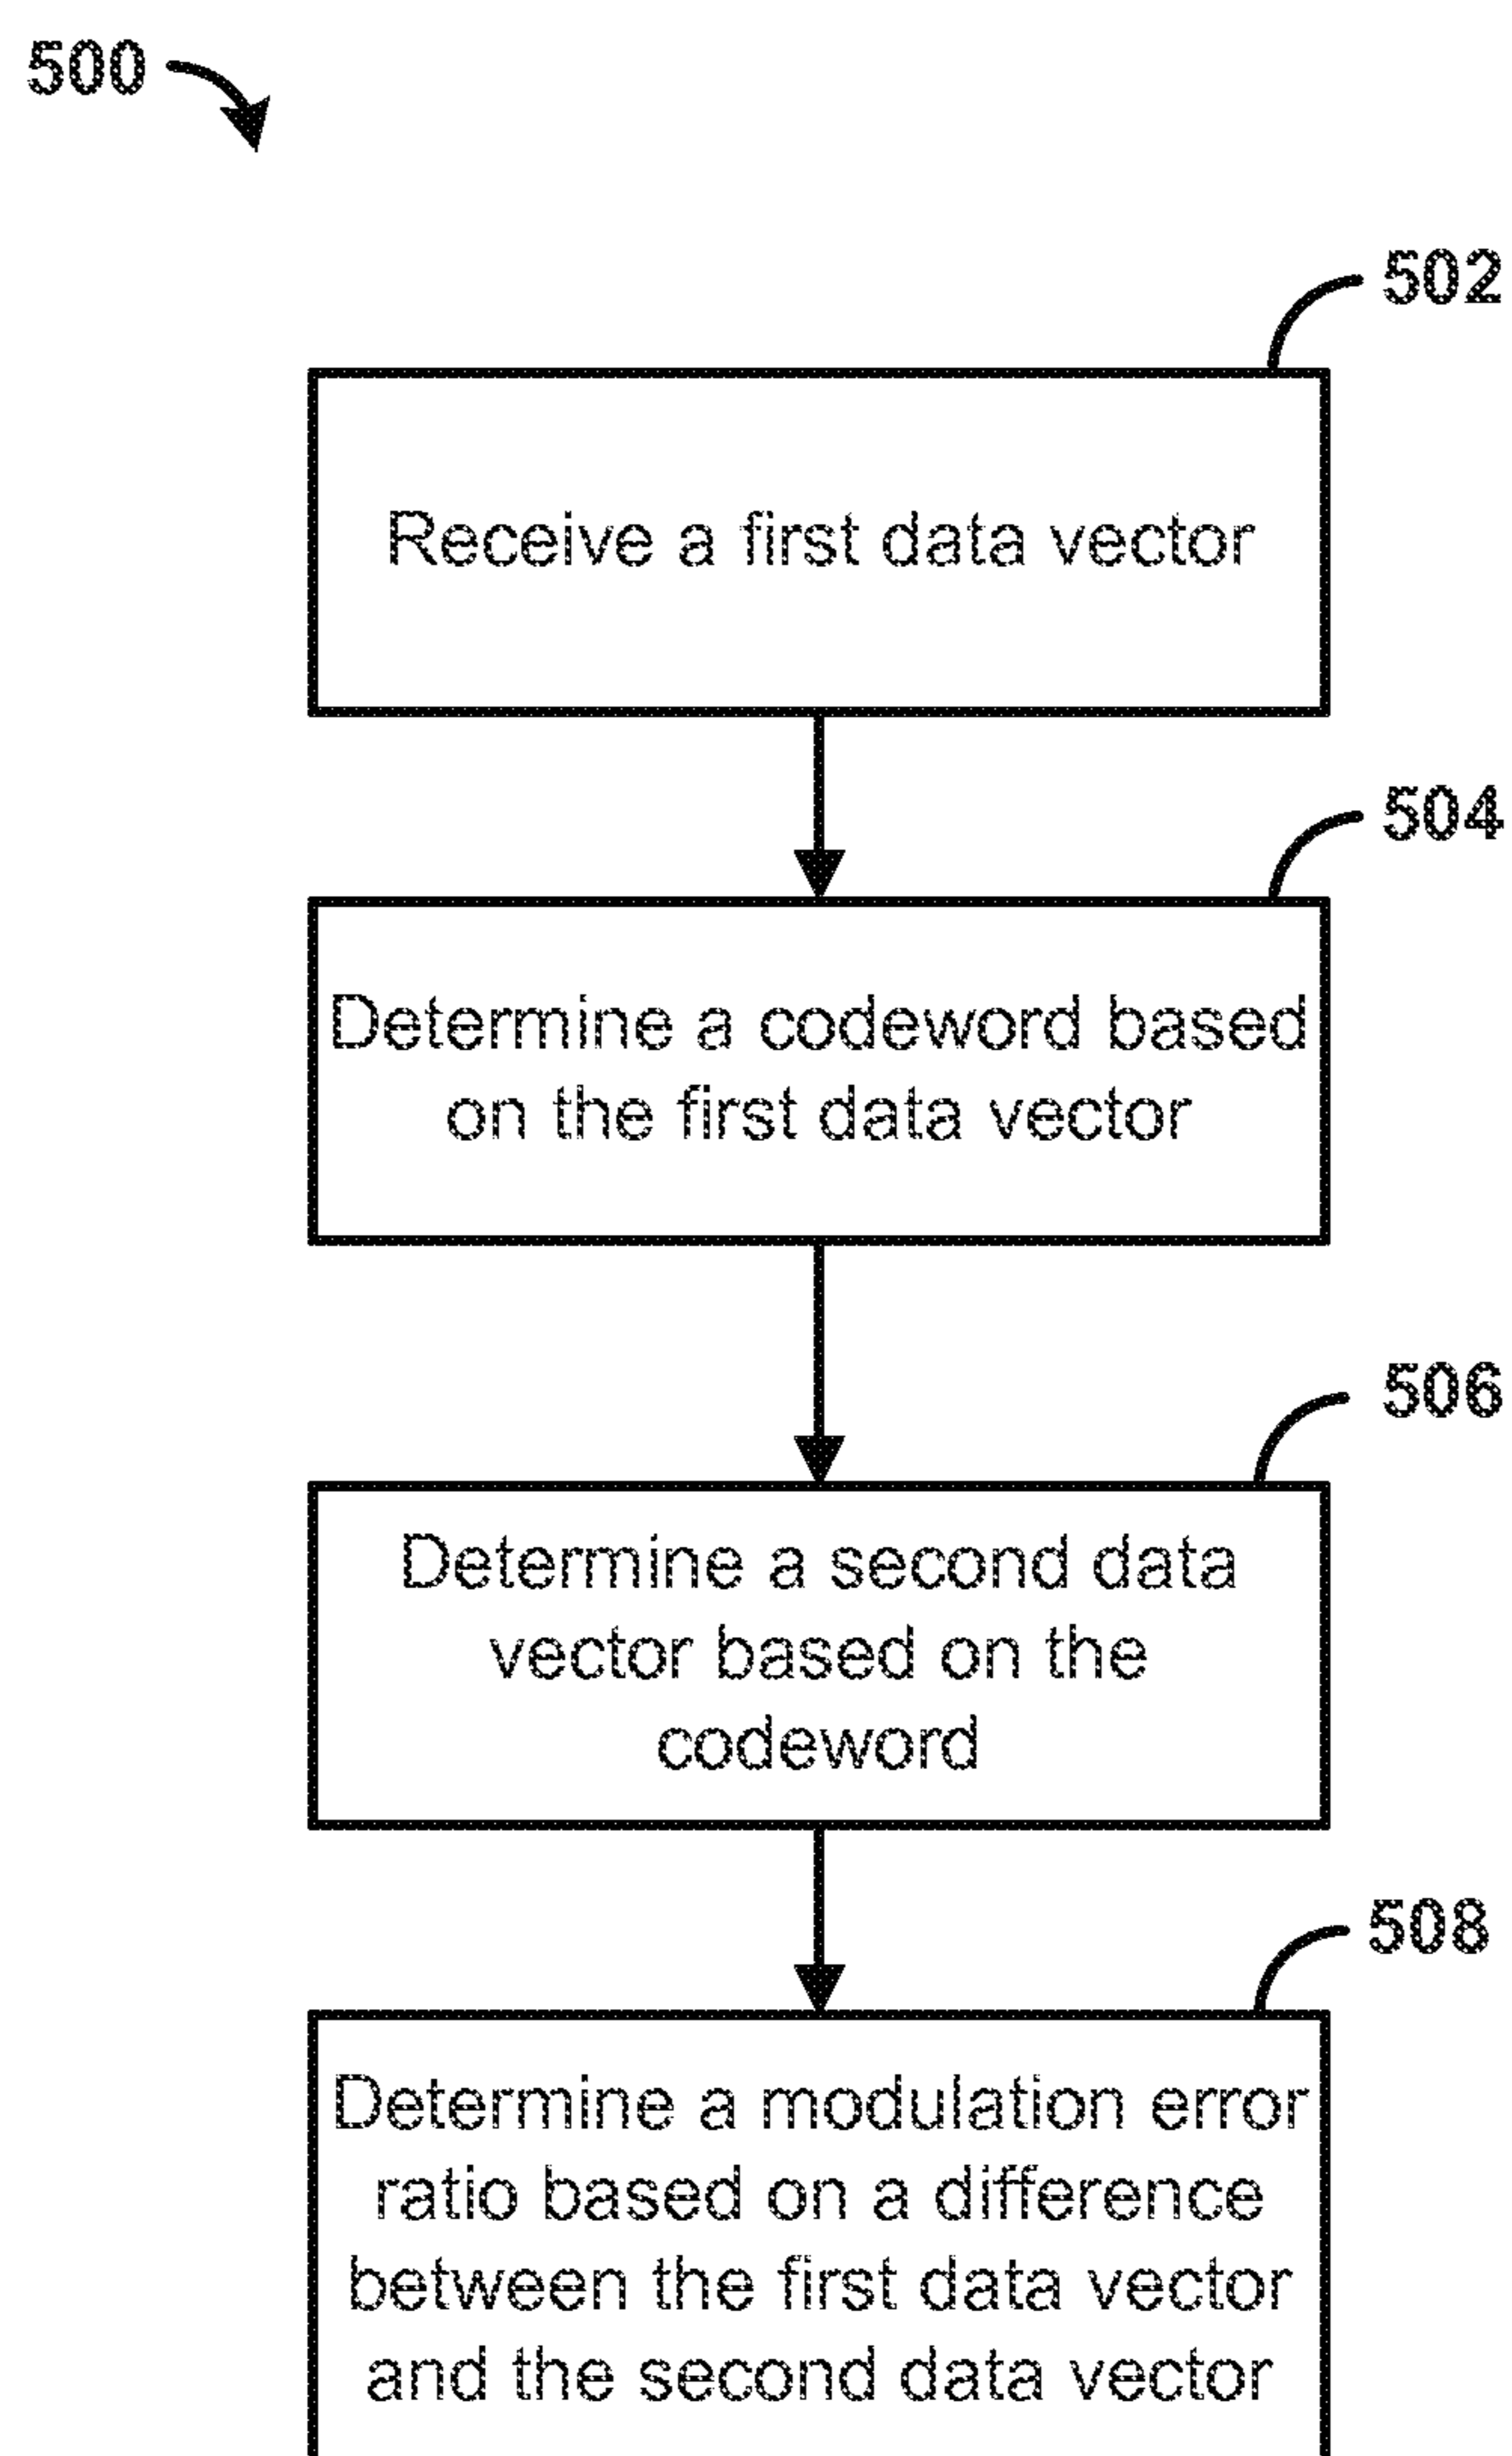 500
502
Receive a first data vector
504
Determine a codeword based
on the first data vector
506
Determine a second data
vector based on the
codeword
508
Determine a modulation error
ratio based on a difference
between the first data vector
and the second data vector